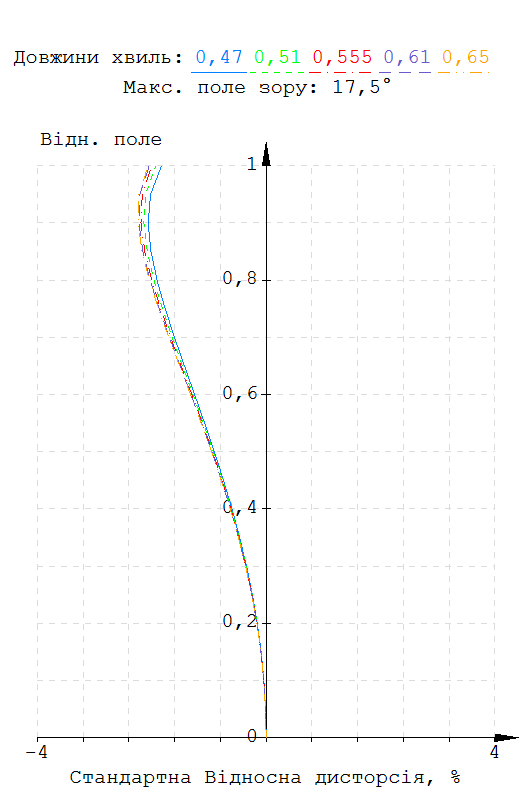 Довжини хвиль: 0,47 0,51 0,555 0,61 0,65
Макс. поле зору: 17,5°
Відн. поле
1
0,8
0,6
0,4
0,2
0
-4 4
Стандартна Відносна дисторсія, %